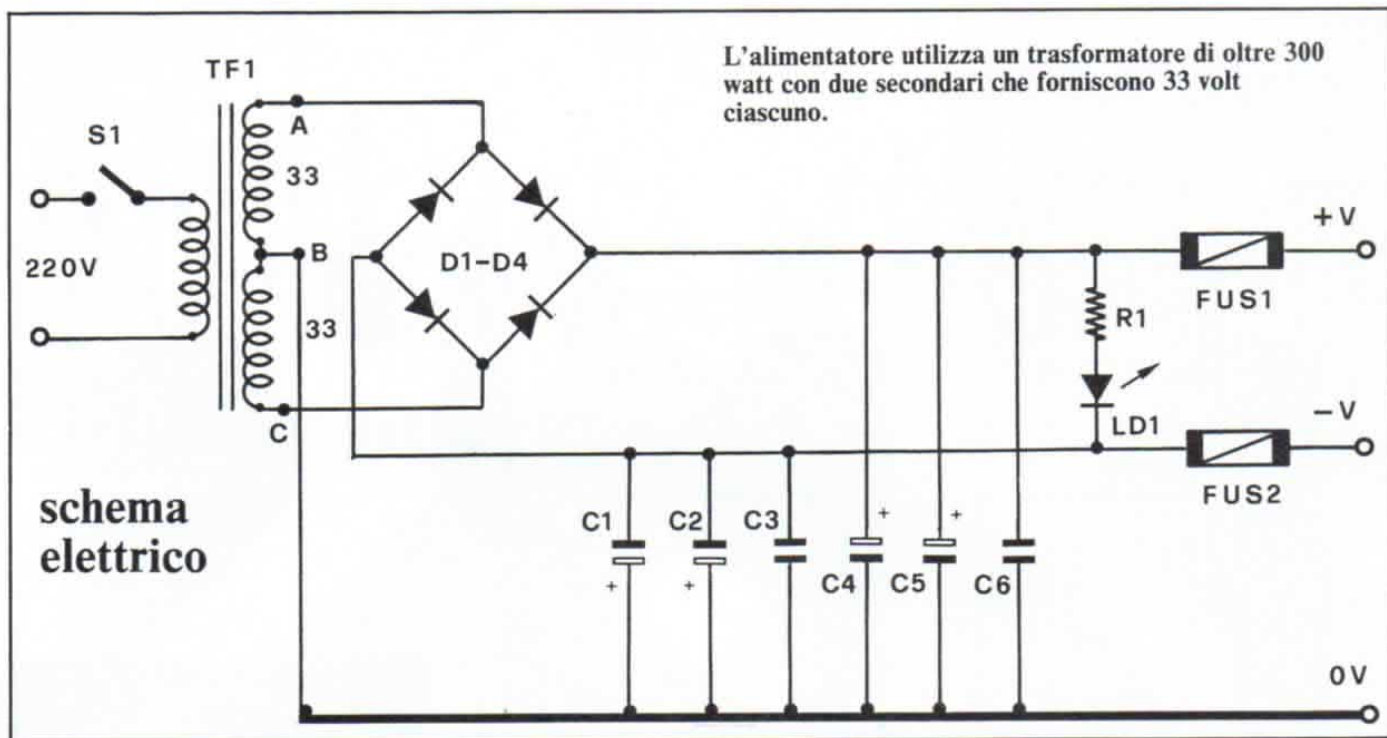 L'alimentatore utilizza un trasformatore di oltre 300
watt con due secondari che forniscono 33 volt
ciascuno.
TF1
S1
A
33
B
220V
D1-D4
33
C
+V
FUS1
R1
-V
LD1
FUS2
schema
elettrico
C1
C2
C3
+
+
C4
C5
C6
+
+
0V